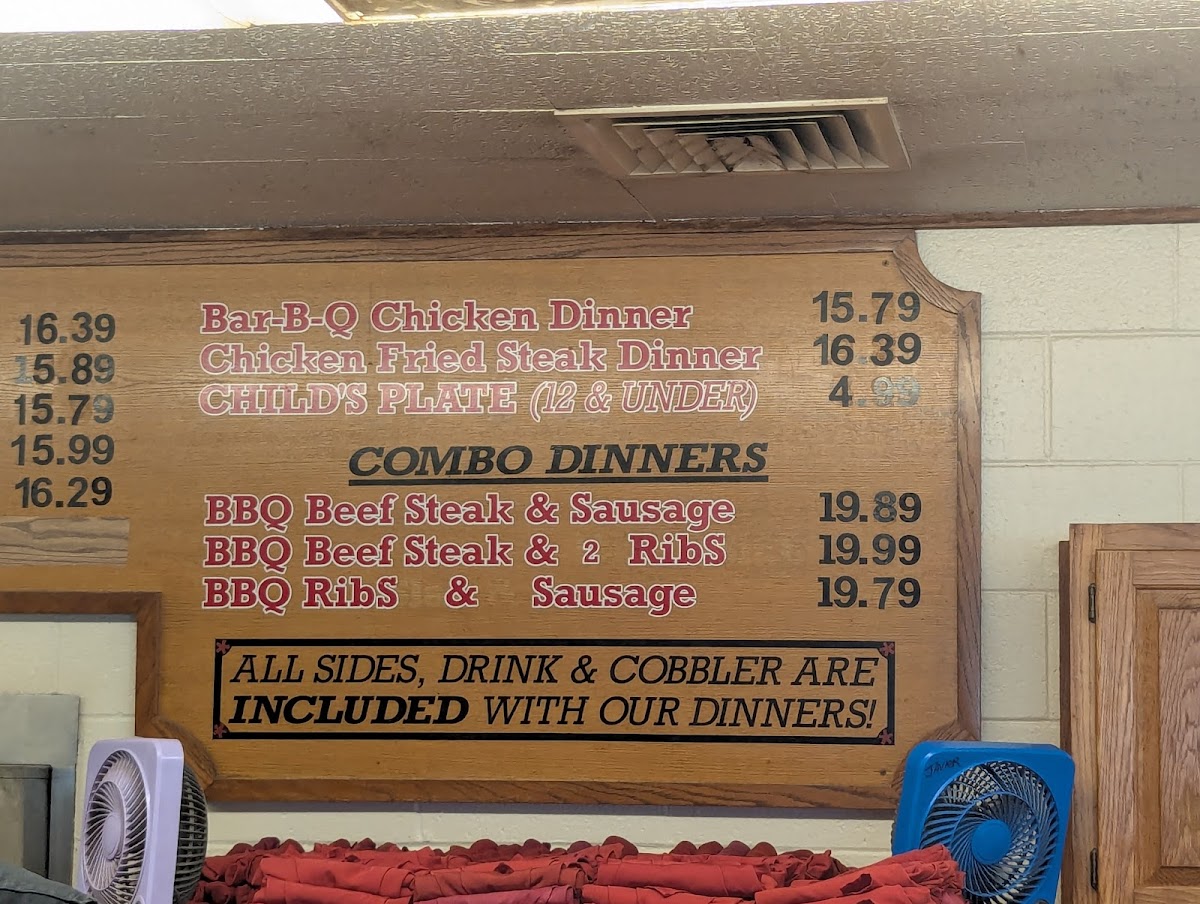 16.39
15.89
15.79
15.99
16.29
Bar-B-Q Chicken Dinner 15.79
Chicken Fried Steak Dinner 16.39
CHILD'S PLATE (12 & UNDER) 4.99
COMBO DINNERS
BBQ Beef Steak & Sausage 19.89
BBQ Beef Steak & 2 RibS 19.99
BBQ RibS & Sausage 19.79
ALL SIDES, DRINK & COBBLER ARE
INCLUDED WITH OUR DINNERS!